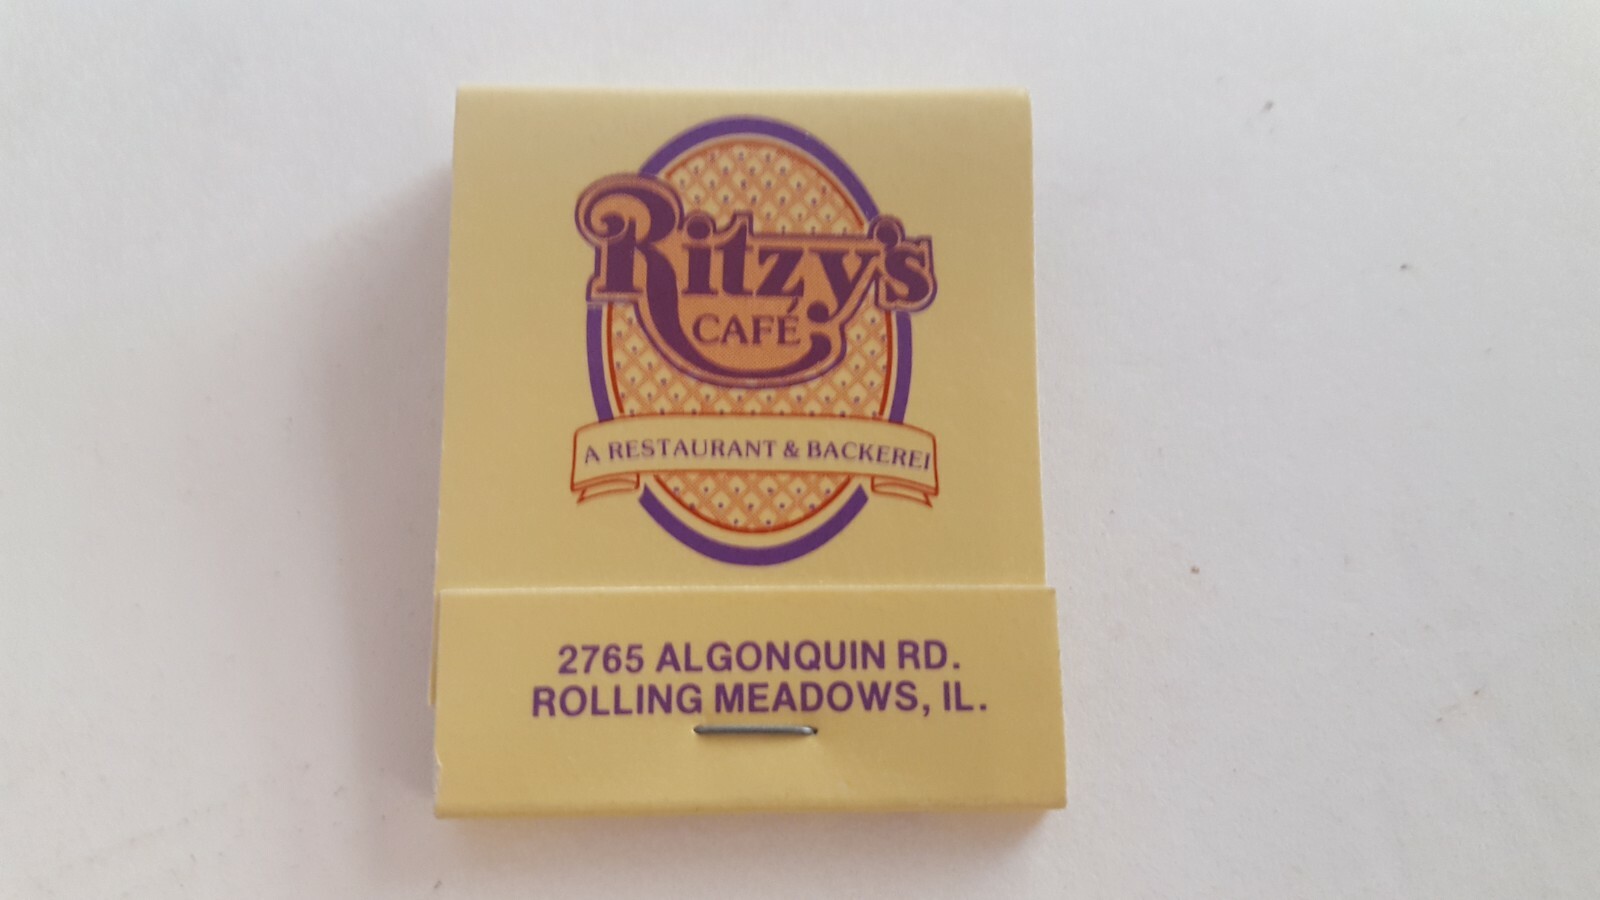 Ritzy's
CAFÉ
A RESTAURANT & BACKEREI
2765 ALGONQUIN RD.
ROLLING MEADOWS, IL.